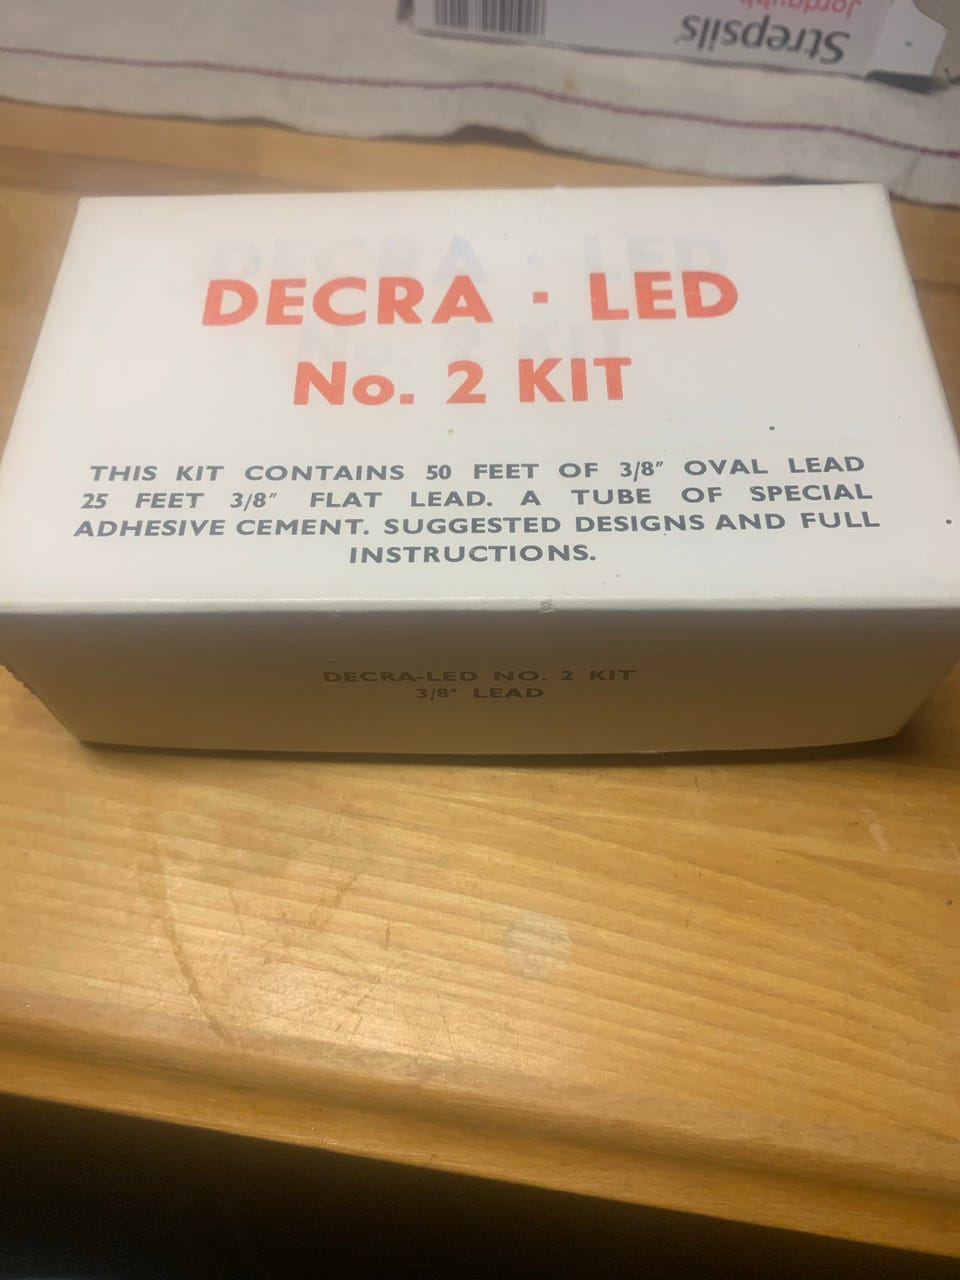 Strepsils
Jordgubb
DECRA · LED
No. 2 KIT
THIS KIT CONTAINS 50 FEET OF 3/8" OVAL LEAD
25 FEET 3/8" FLAT LEAD. A TUBE OF SPECIAL
ADHESIVE CEMENT. SUGGESTED DESIGNS AND FULL
INSTRUCTIONS.
DECRA-LED NO. 2 KIT
3/8" LEAD